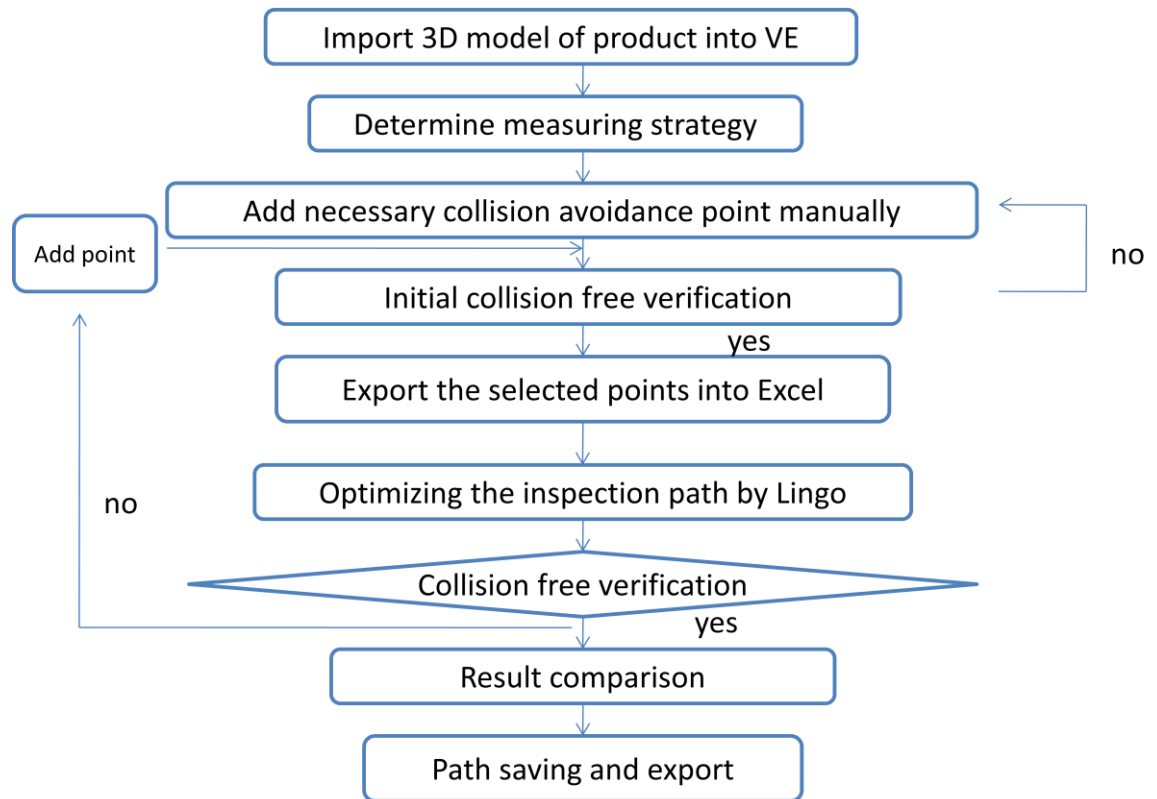 Import 3D model of product into VE
Determine measuring strategy
Add necessary collision avoidance point manually
Add point
no
Initial collision free verification
yes
Export the selected points into Excel
Optimizing the inspection path by Lingo
no
Collision free verification
yes
Result comparison
Path saving and export